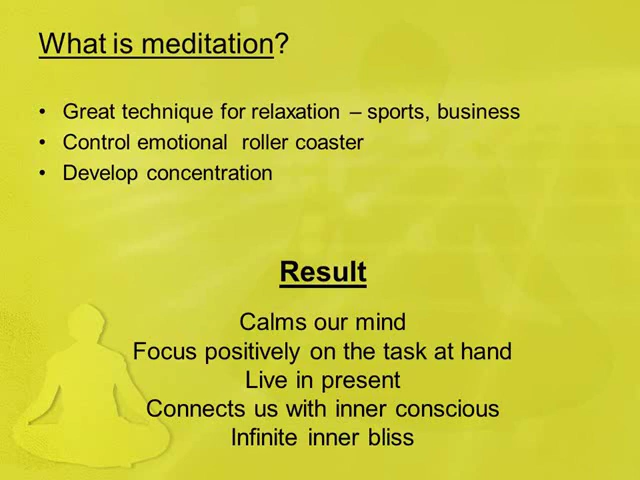 What is meditation?
• Great technique for relaxation – sports, business
• Control emotional roller coaster
• Develop concentration
Result
Calms our mind
Focus positively on the task at hand
Live in present
Connects us with inner conscious
Infinite inner bliss